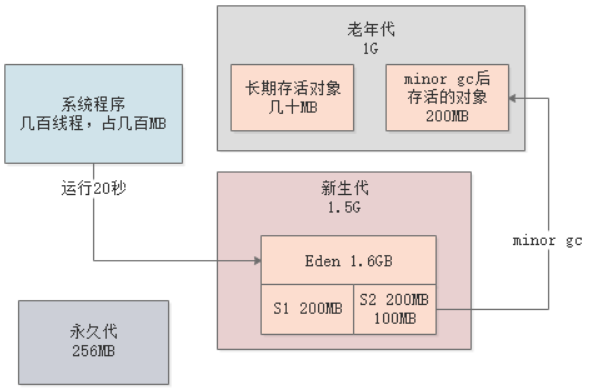 老年代
1G
长期存活对象
几十MB
minor gc后
存活的对象
200MB
系统程序
几百线程，占几百MB
运行20秒
新生代
1.5G
Eden 1.6GB
S1 200MB
S2 200MB
100MB
minor gc
永久代
256MB